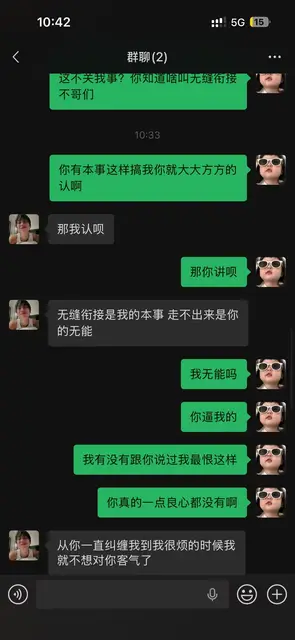 10:42
5G
15
群聊(2)
这不关我事？你知道啥叫无缝衔接
不哥们
10:33
你有本事这样搞我你就大大方方的
认啊
那我认呗
那你讲呗
无缝衔接是我的本事 走不出来是你
的无能
我无能吗
你逼我的
我有没有跟你说过我最恨这样
你真的一点良心都没有啊
从你一直纠缠我到我很烦的时候我
就不想对你客气了